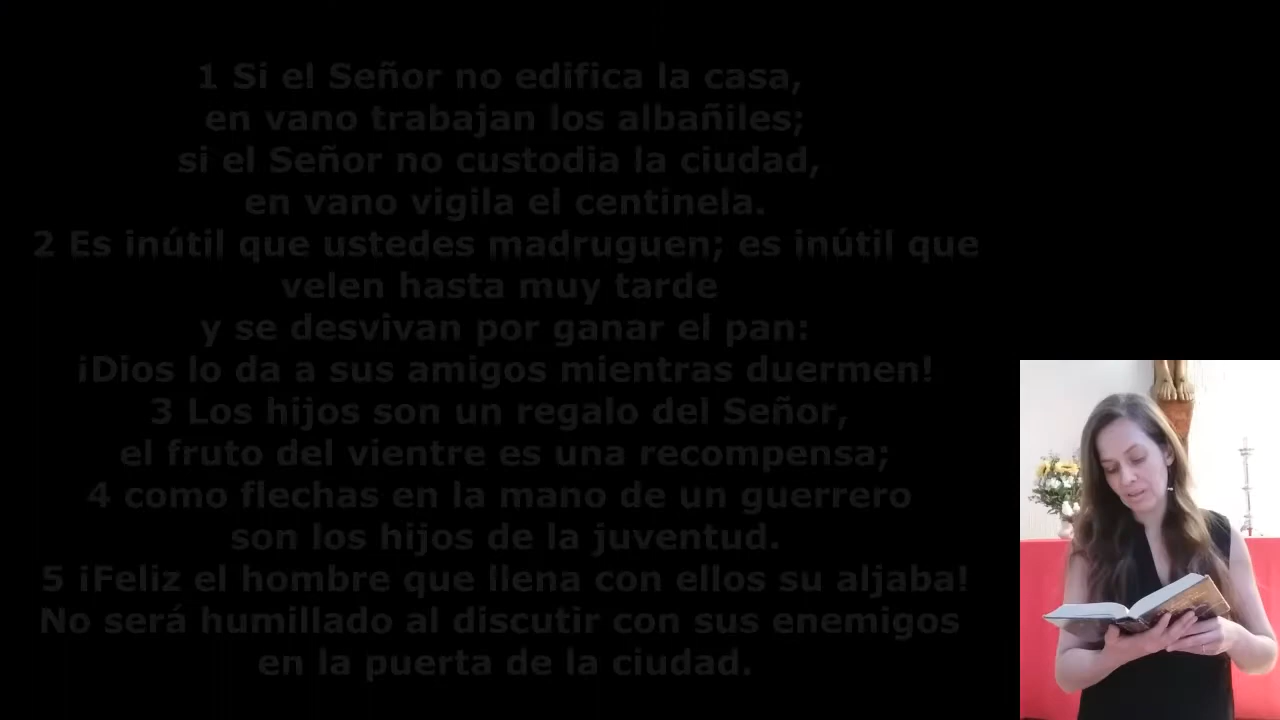 1 Sí el Señor no edifica la casa,
en vano trabajan los albañiles;
si el Señor no custodia la ciudad,
en vano vigila el centinela.
2 Es inútil que ustedes madruguen; es inútil que
velen hasta muy tarde
y se desvivan por ganar el pan:
¡Dios lo da a sus amigos mientras duermen!
3 Los hijos son un regalo del Señor,
el fruto del vientre es una recompensa;
4 como flechas en la mano de un guerrero
son los hijos de la juventud.
5 ¡Feliz el hombre que llena con ellos su aljaba!
No será humillado al discutir con sus enemigos
en la puerta de la ciudad.